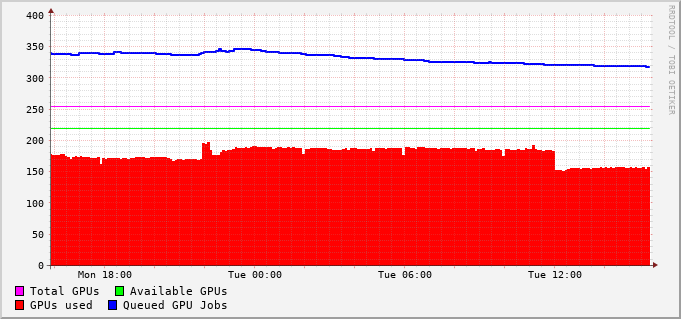 400
350
300
250
200
150
100
50
0
Mon 18:00 Tue 00:00 Tue 06:00 Tue 12:00
Total GPUs Available GPUs
GPUs used Queued GPU Jobs
RRDTOOL / TOBI OETIKER